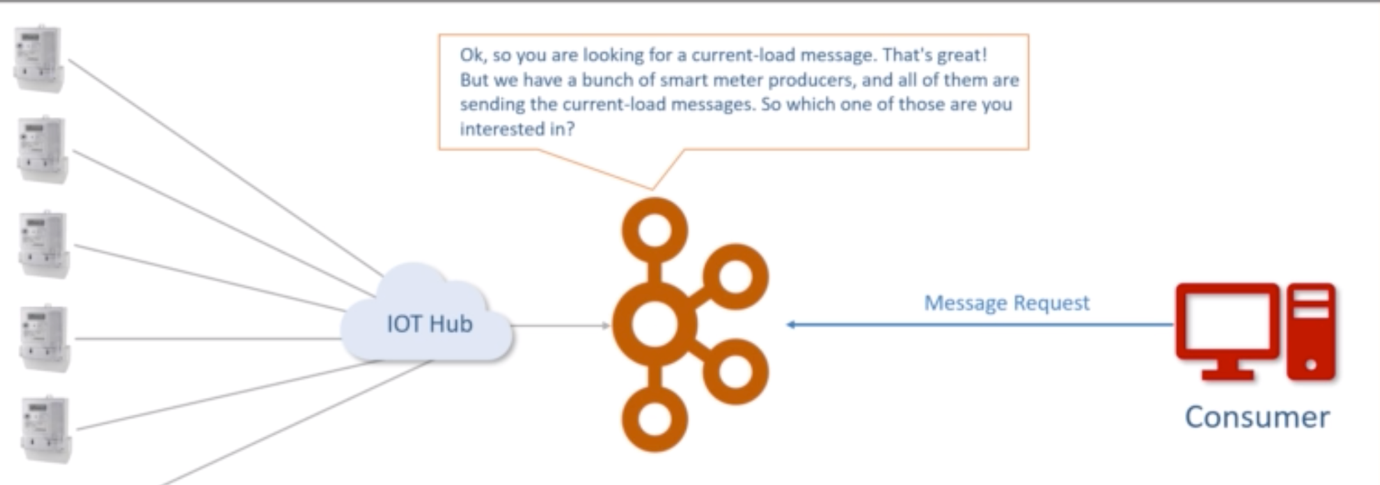 Ok, so you are looking for a current-load message. That's great!
But we have a bunch of smart meter producers, and all of them are
sending the current-load messages. So which one of those are you
interested in?
Message Request
IOT Hub
Consumer